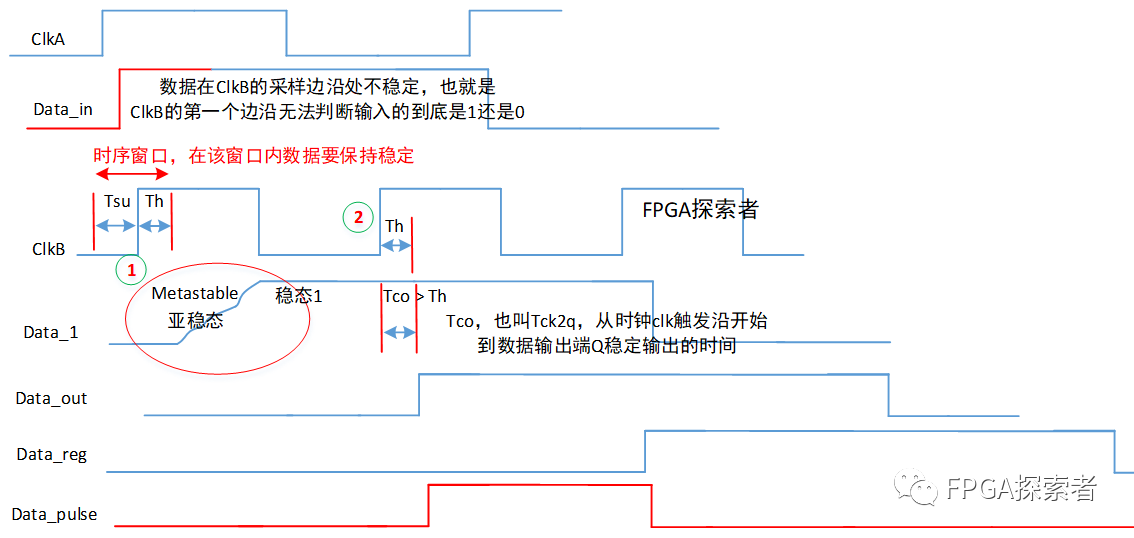 ClkA
Data_in
数据在ClkB的采样边沿处不稳定，也就是
ClkB的第一个边沿无法判断输入的到底是1还是0
时序窗口，在该窗口内数据要保持稳定
Tsu
Th
2
Th
FPGA探索者
ClkB
1
Metastable
亚稳态
稳态1
Tco > Th
Data_1
Tco，也叫Tck2q，从时钟clk触发沿开始
到数据输出端Q稳定输出的时间
Data_out
Data_reg
FPGA探索者
Data_pulse